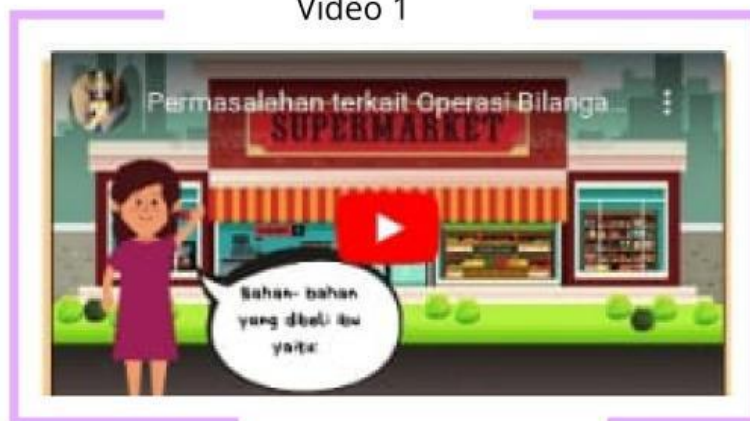 Video 1
Permasalahan terkait Operasi Bilanga...
SUPERMARKET
Bahan- bahan
yang dibeli ibu
yaitu: